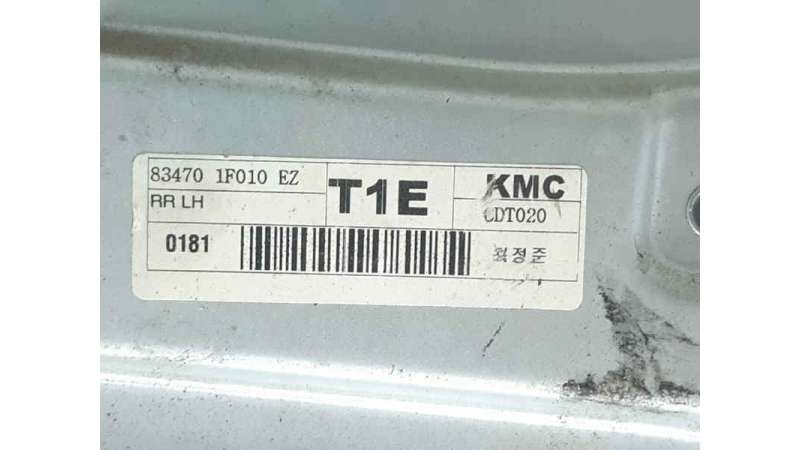 83470 1F010 EZ
T1E
KMC
RR LH
CDT020
0181
최정준